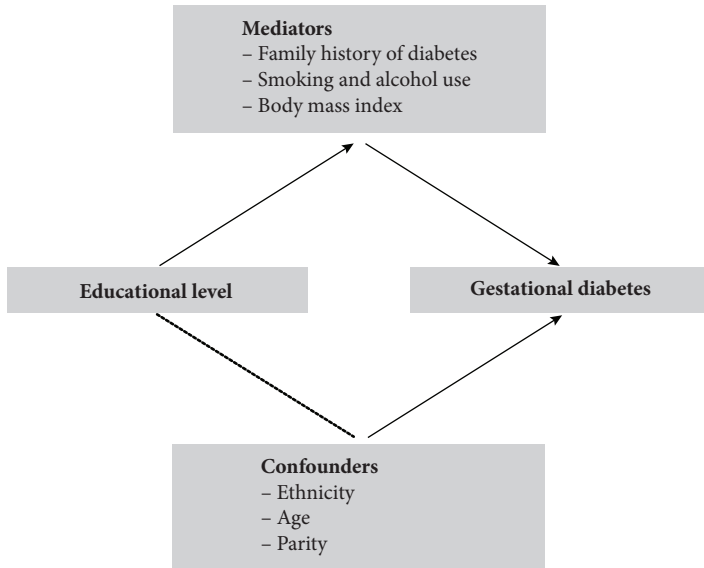 Mediators
– Family history of diabetes
– Smoking and alcohol use
– Body mass index
Educational level
Gestational diabetes
Confounders
– Ethnicity
– Age
– Parity